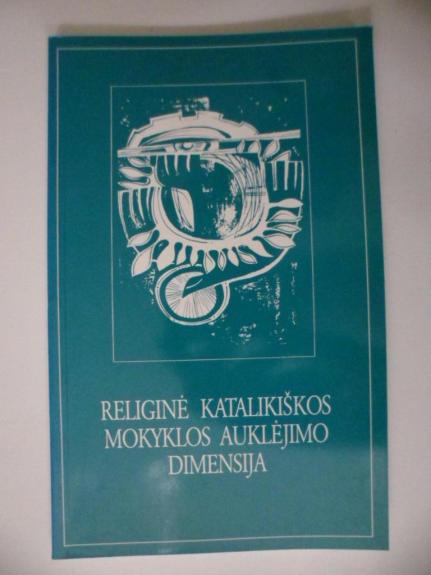 RELIGINĖ KATALIKIŠKOS
MOKYKLOS AUKLĖJIMO
DIMENSIJA